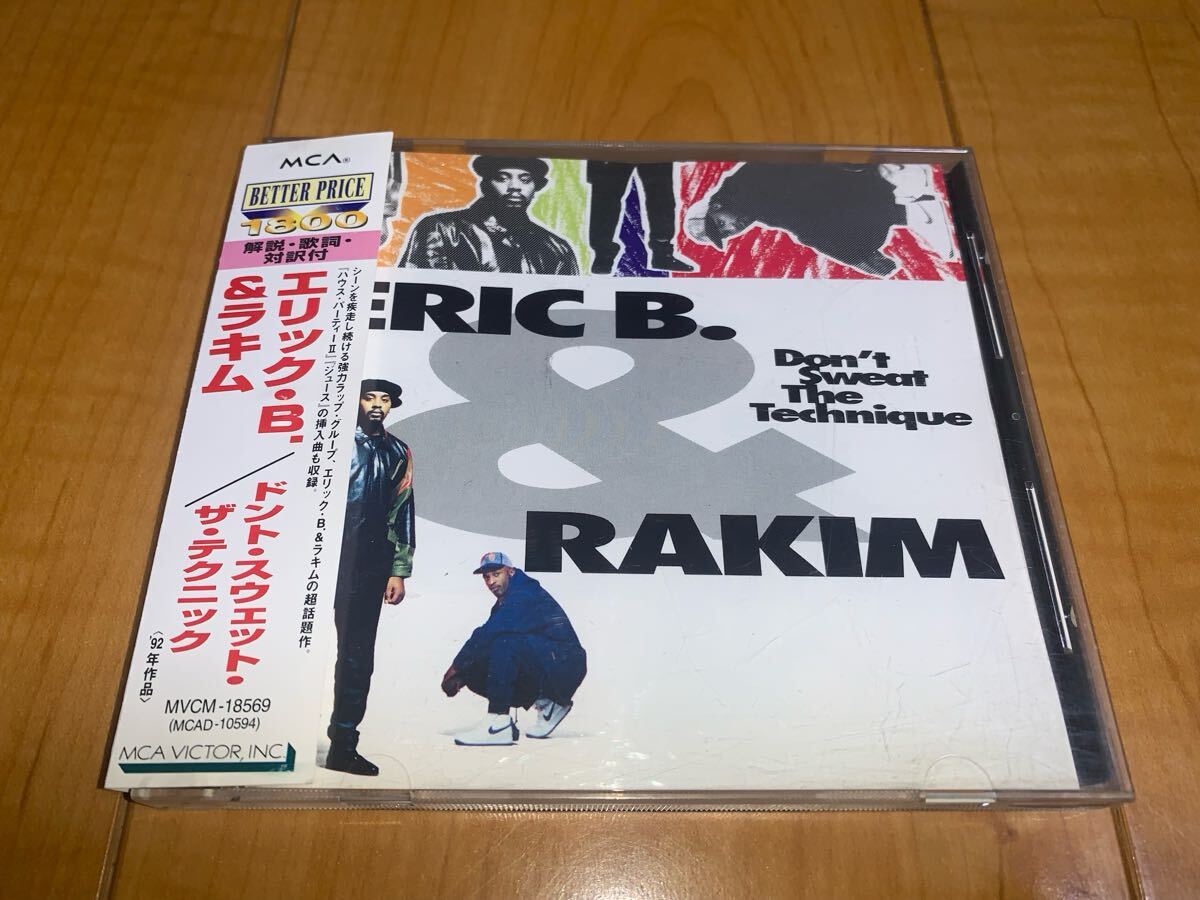 MCA®
BETTER PRICE
1800
解説・歌詞・
対訳付
エリック・B.
&ラキム
ドント・スウェット・
ザ・テクニック
〈'92年作品〉
シーンを疾走し続ける強力ラップ・グループ、エリック・B.&ラキムの超話題作。
『ハウス・パーティーII』『ジュース』の挿入曲も収録。
MVCM-18569
(MCAD-10594)
MCA VICTOR, INC.
ERIC B.
&
Don't
Sweat
The
Technique
RAKIM